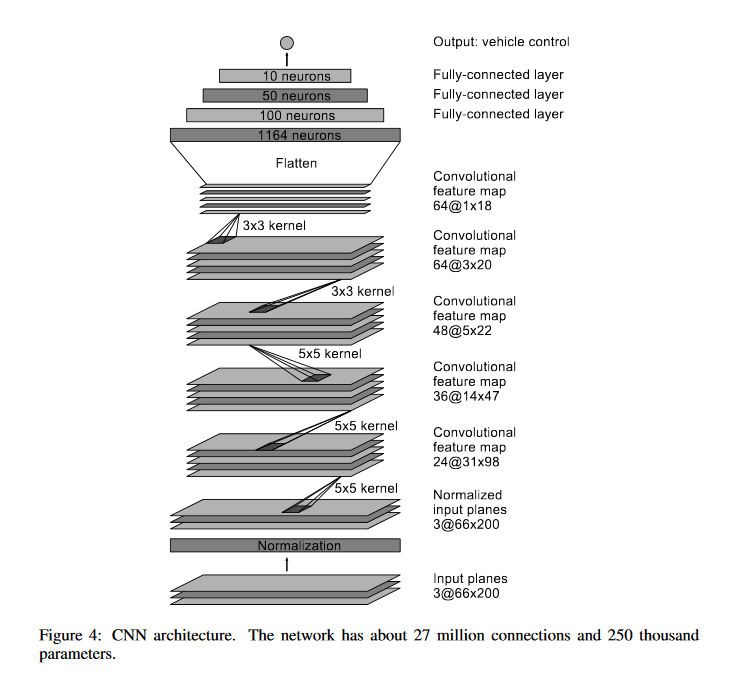 Output: vehicle control
10 neurons
Fully-connected layer
50 neurons
Fully-connected layer
100 neurons
Fully-connected layer
1164 neurons
Flatten
Convolutional
feature map
64@1x18
3x3 kernel
Convolutional
feature map
64@3x20
3x3 kernel
Convolutional
feature map
48@5x22
5x5 kernel
Convolutional
feature map
36@14x47
5x5 kernel
Convolutional
feature map
24@31x98
5x5 kernel
Normalized
input planes
3@66x200
Normalization
Input planes
3@66x200
Figure 4: CNN architecture. The network has about 27 million connections and 250 thousand
parameters.